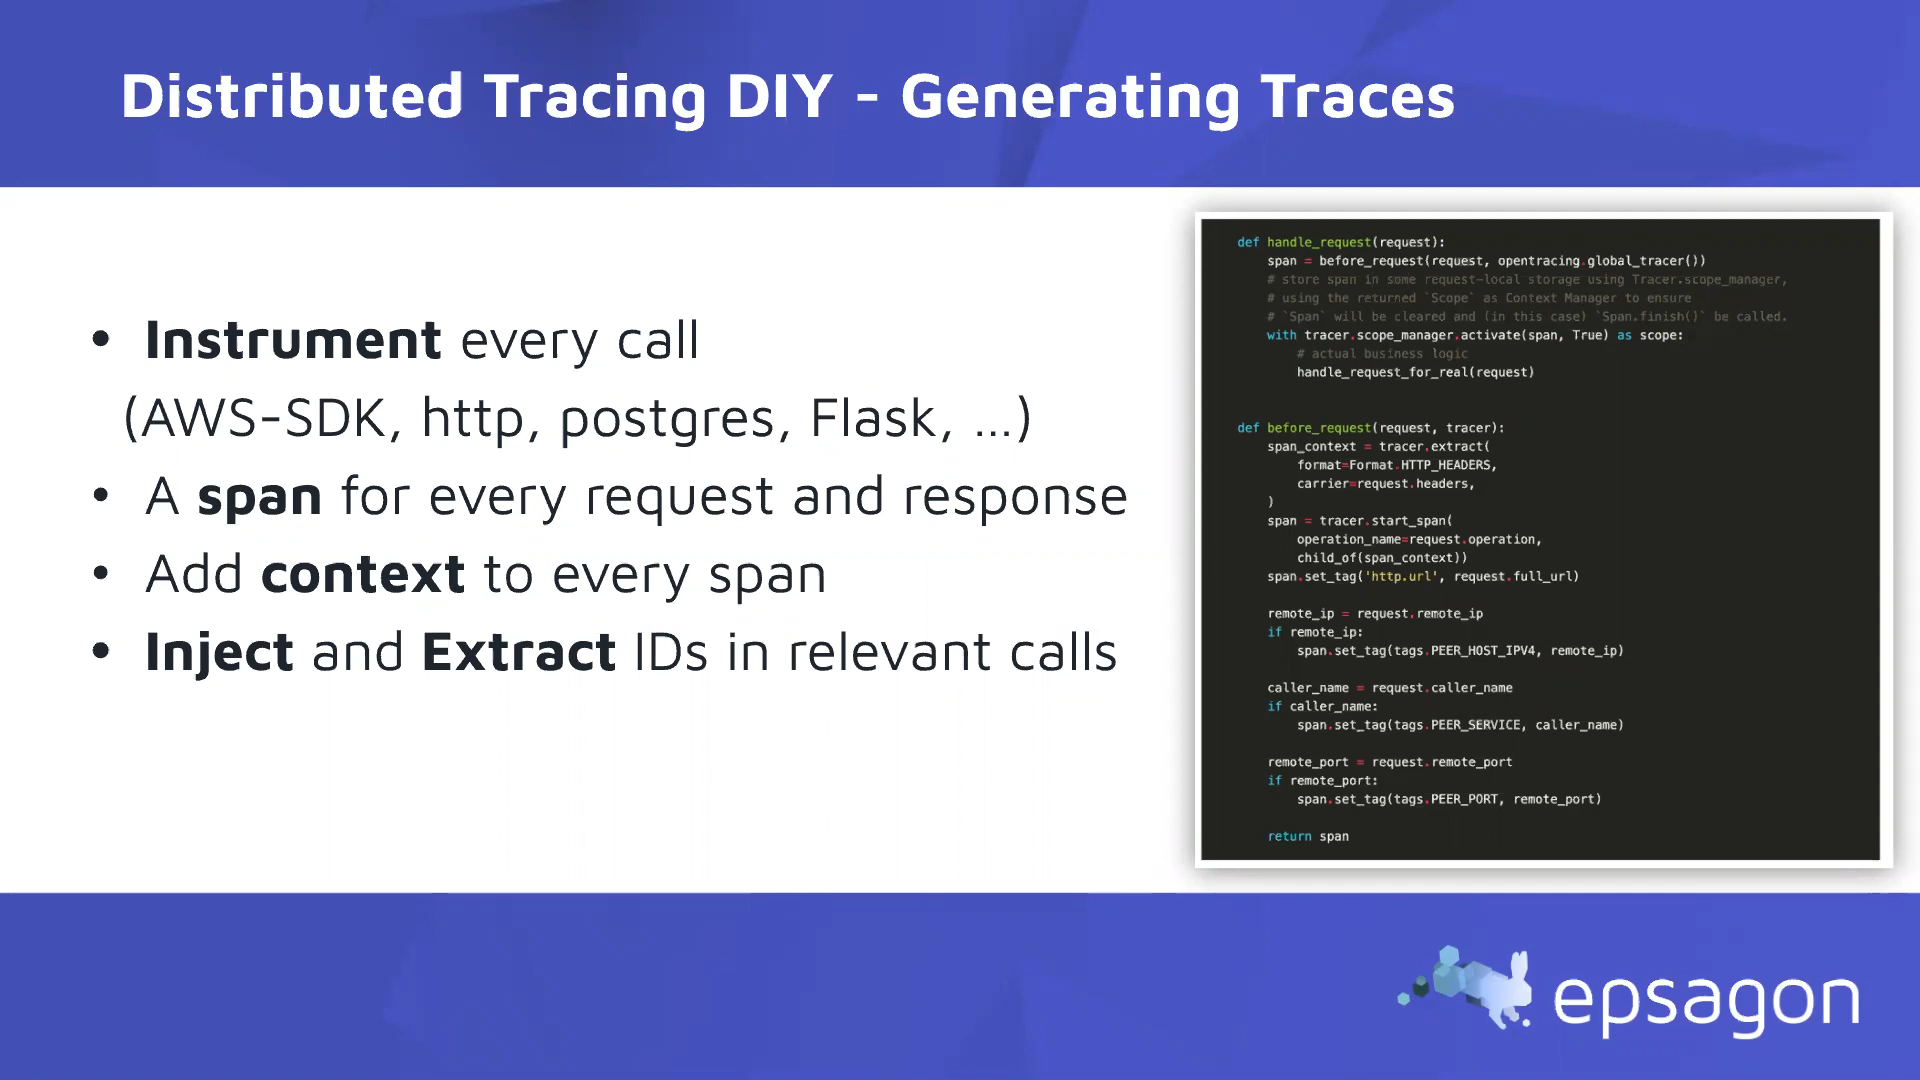 Distributed Tracing DIY - Generating Traces
• Instrument every call
(AWS-SDK, http, postgres, Flask, ...)
• A span for every request and response
• Add context to every span
• Inject and Extract IDs in relevant calls
def handle_request(request):
span = before_request(request, opentracing.global_tracer())
# store span in some request-local storage using Tracer.scope_manager,
# using the returned `Scope` as Context Manager to ensure
# `Span` will be cleared and (in this case) `Span.finish()` be called.
with tracer.scope_manager.activate(span, True) as scope:
# actual business logic
handle_request_for_real(request)
def before_request(request, tracer):
span_context = tracer.extract(
format=Format.HTTP_HEADERS,
carrier=request.headers,
)
span = tracer.start_span(
operation_name=request.operation,
child_of(span_context))
span.set_tag('http.url', request.full_url)
remote_ip = request.remote_ip
if remote_ip:
span.set_tag(tags.PEER_HOST_IPV4, remote_ip)
caller_name = request.caller_name
if caller_name:
span.set_tag(tags.PEER_SERVICE, caller_name)
remote_port = request.remote_port
if remote_port:
span.set_tag(tags.PEER_PORT, remote_port)
return span
epsagon